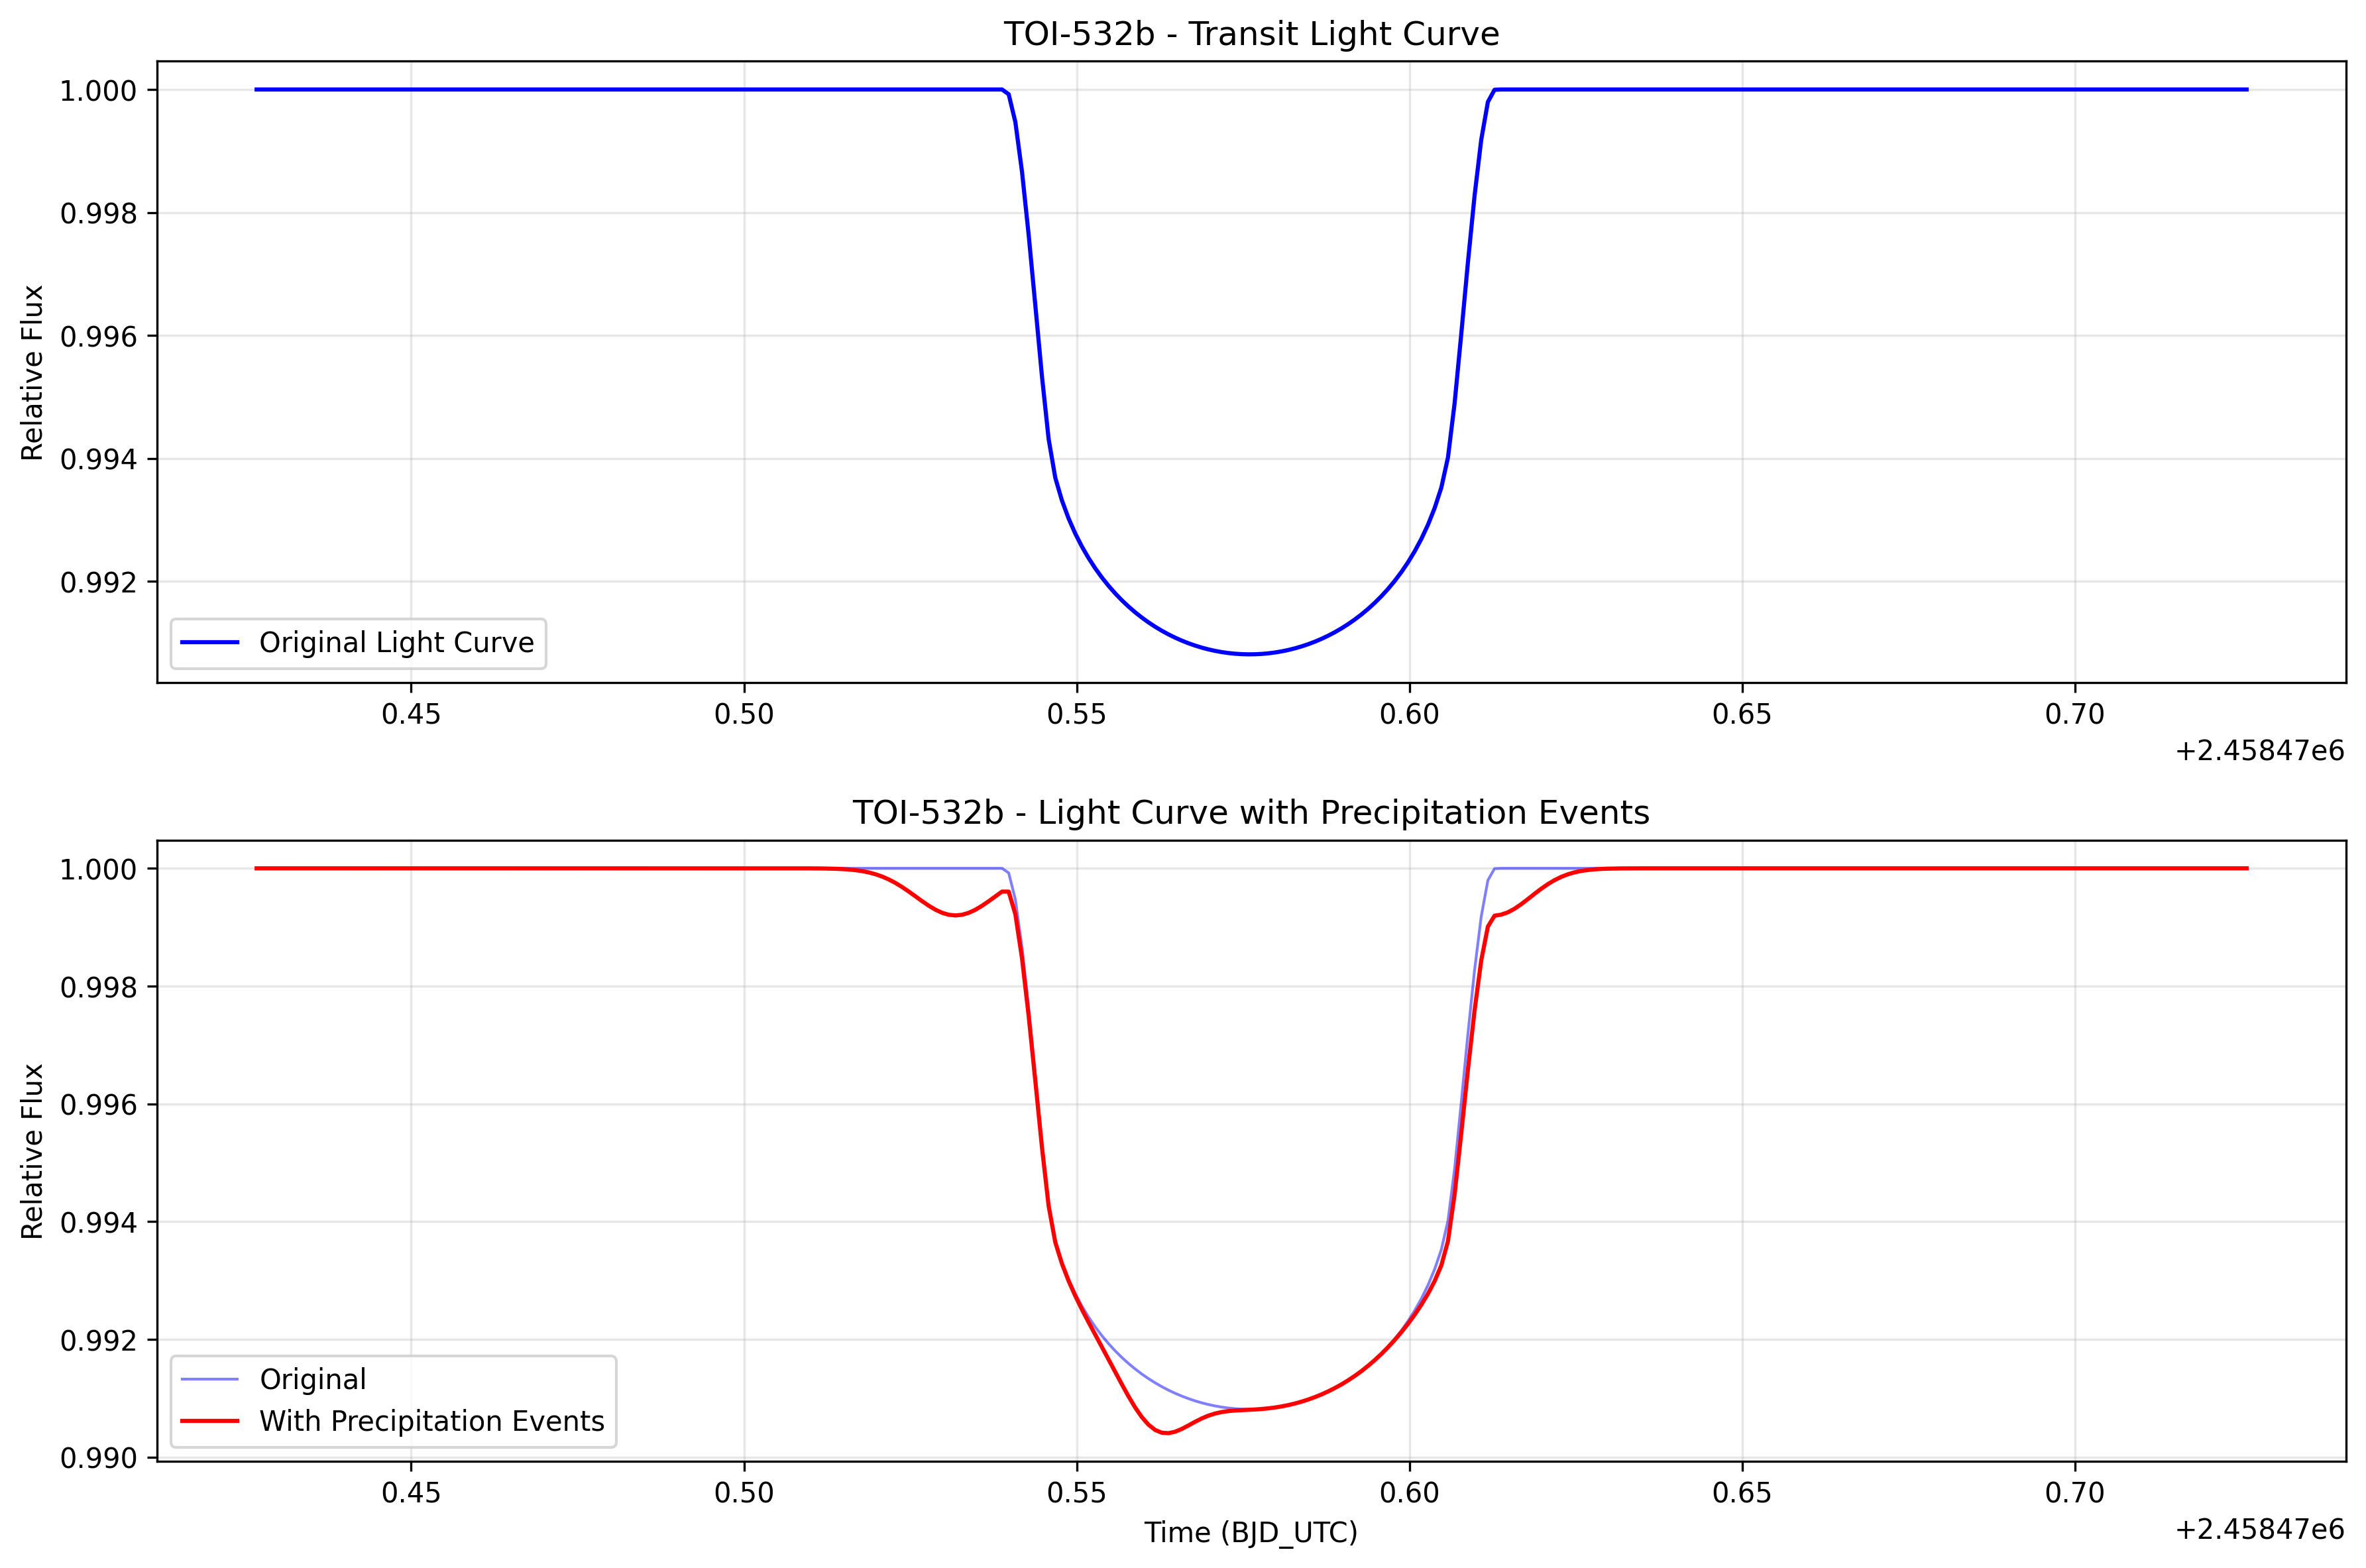 TOI-532b - Transit Light Curve
Relative Flux
1.000
0.998
0.996
0.994
0.992
Original Light Curve
0.45 0.50 0.55 0.60 0.65 0.70
+2.45847e6
TOI-532b - Light Curve with Precipitation Events
Relative Flux
1.000
0.998
0.996
0.994
0.992
0.990
Original
With Precipitation Events
0.45 0.50 0.55 0.60 0.65 0.70
Time (BJD_UTC)
+2.45847e6